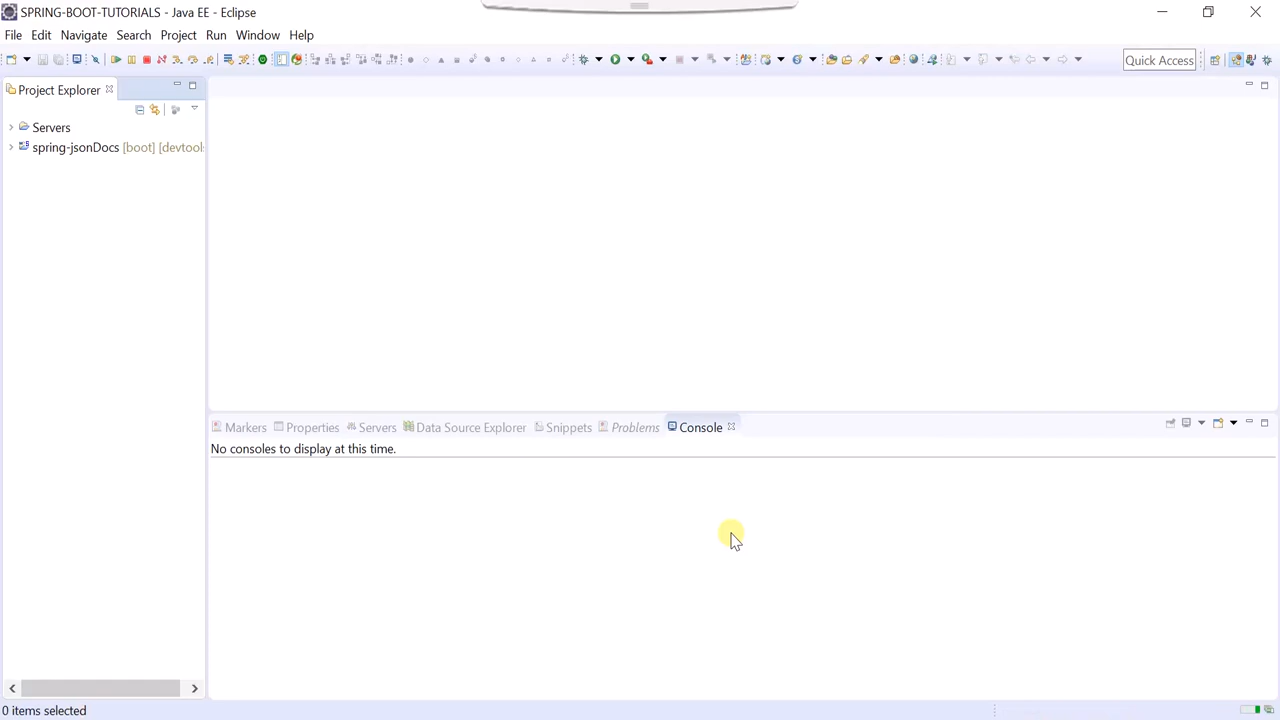 SPRING-BOOT-TUTORIALS - Java EE - Eclipse
File Edit Navigate Search Project Run Window Help
Quick Access
Project Explorer
Servers
spring-jsonDocs [boot] [devtools
Markers Properties Servers Data Source Explorer Snippets Problems Console
No consoles to display at this time.
0 items selected